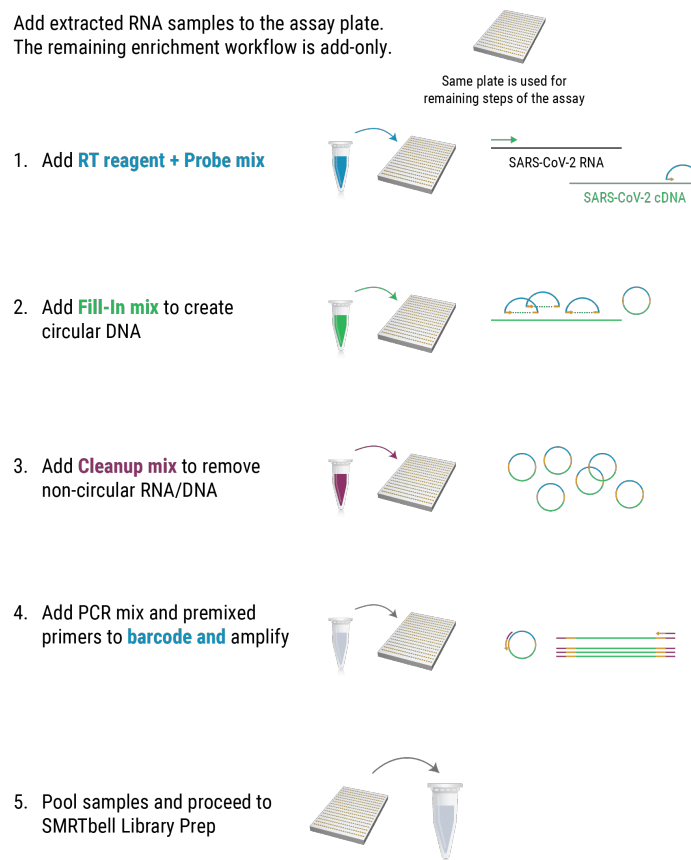 Add extracted RNA samples to the assay plate.
The remaining enrichment workflow is add-only.
Same plate is used for
remaining steps of the assay
1. Add RT reagent + Probe mix
SARS-CoV-2 RNA
SARS-CoV-2 cDNA
2. Add Fill-In mix to create
circular DNA
3. Add Cleanup mix to remove
non-circular RNA/DNA
4. Add PCR mix and premixed
primers to barcode and amplify
5. Pool samples and proceed to
SMRTbell Library Prep